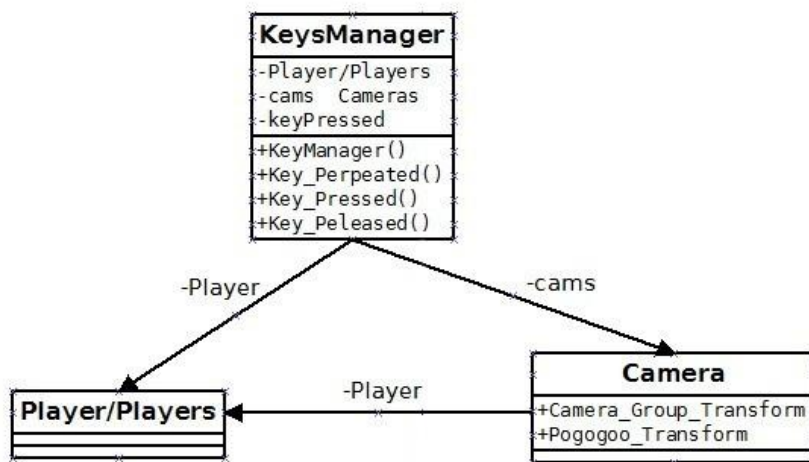 KeysManager
-Player/Players
-cams Cameras
-keyPressed
+KeyManager()
+Key_Perpeated()
+Key_Pressed()
+Key_Peleased()
-Player
-cams
Player/Players
-Player
Camera
+Camera_Group_Transform
+Pogogoo_Transform